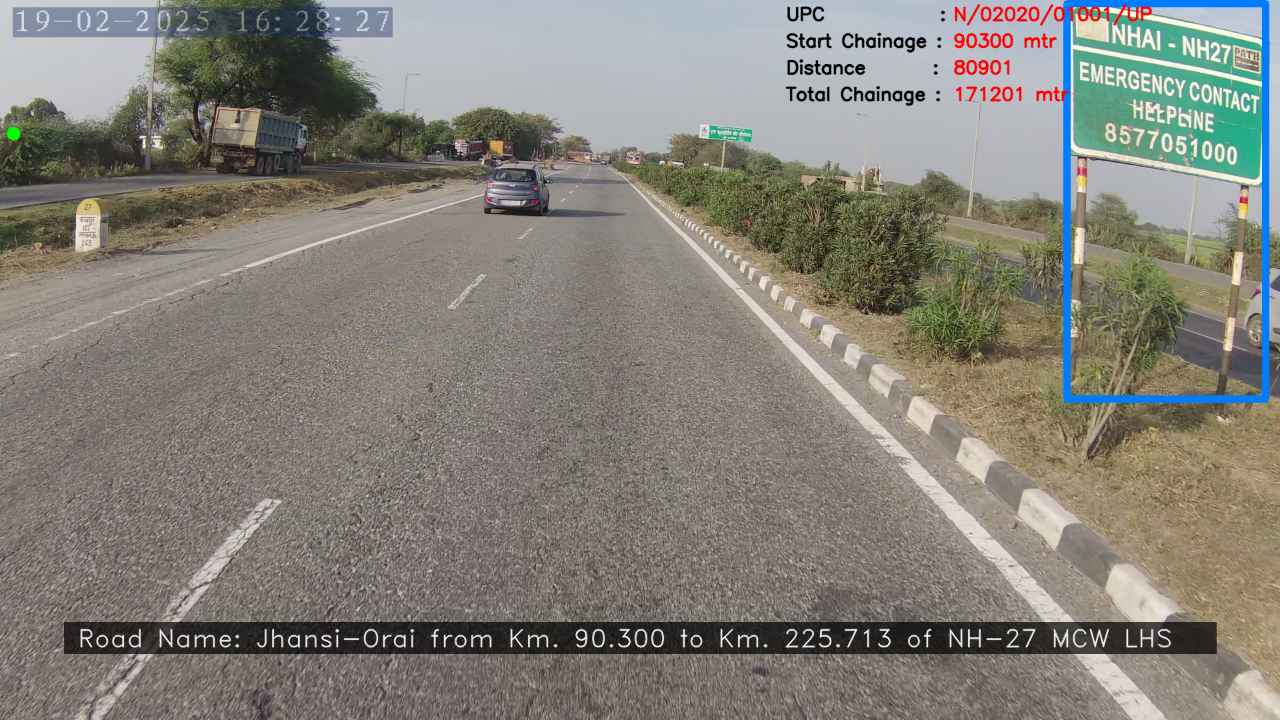 19-02-2025 16:28:27
UPC : N/02020/01001/UP
Start Chainage : 90300 mtr
Distance : 80901
Total Chainage : 171201 mtr
NHAI - NH27
PATH
EMERGENCY CONTACT
HELPLINE
8577051000
27
Road Name: Jhansi-Orai from Km. 90.300 to Km. 225.713 of NH-27 MCW LHS